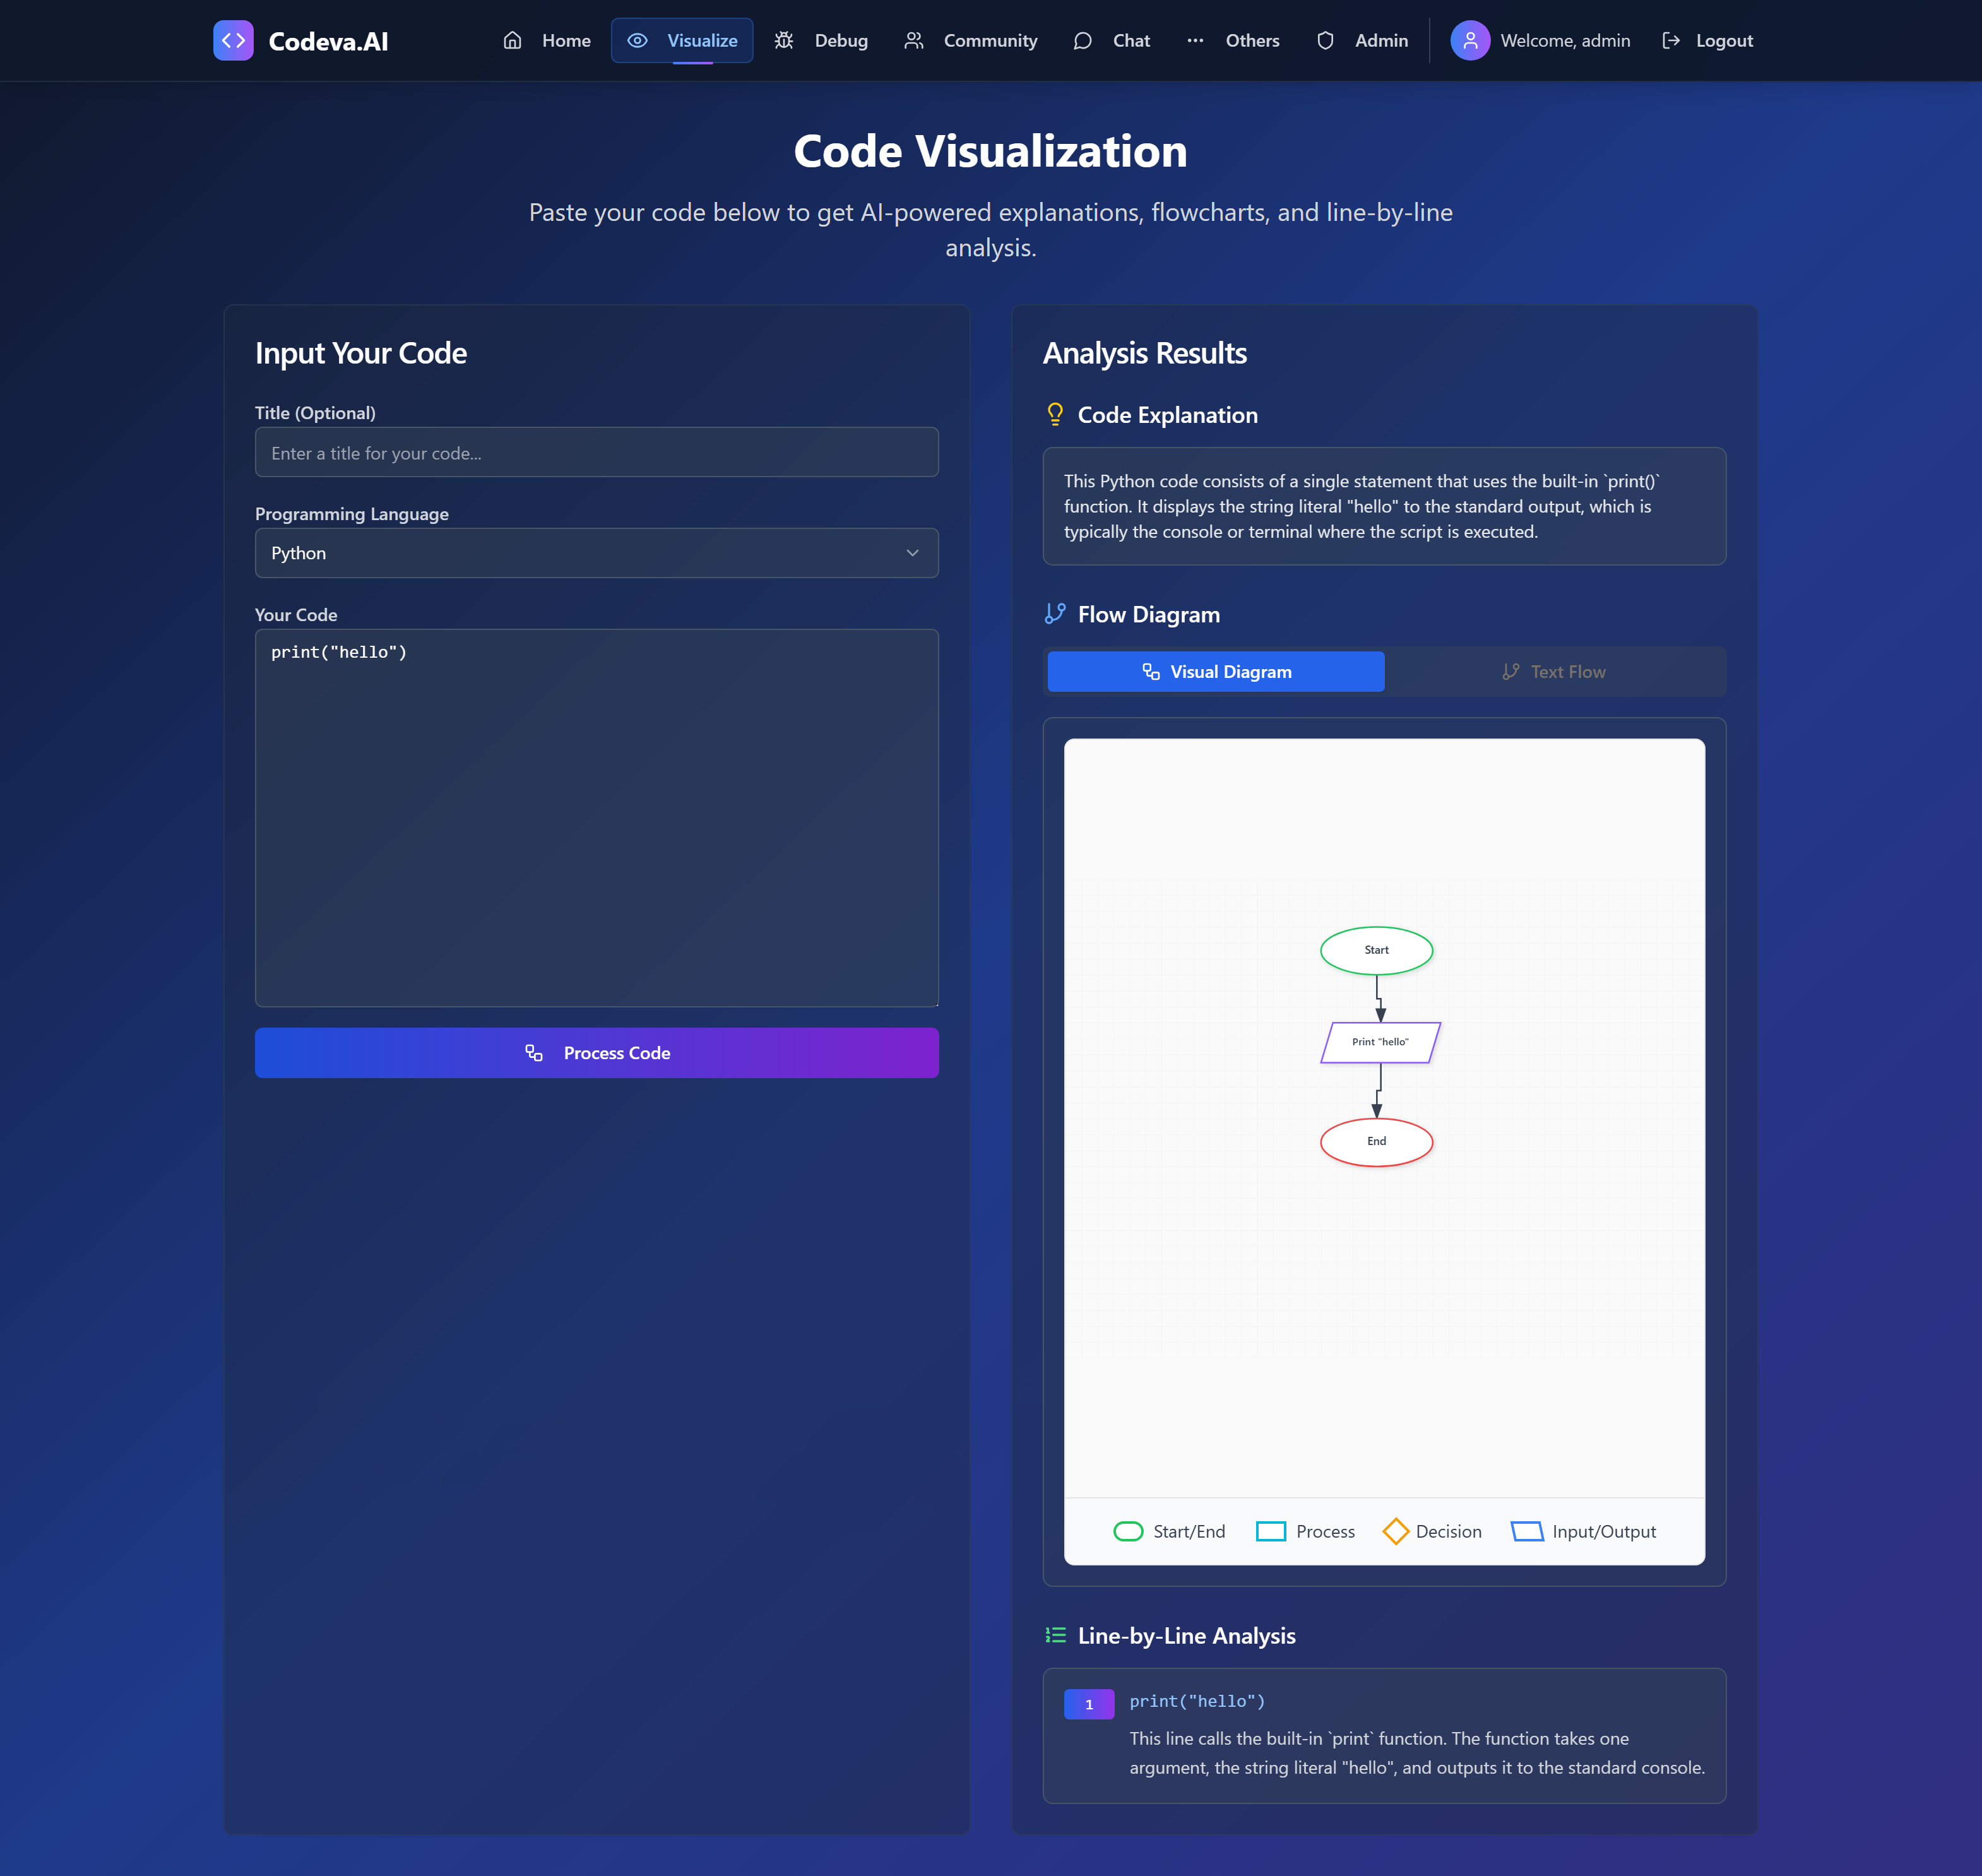 Codeva.AI
Home
Visualize
Debug
Community
Chat
Others
Admin
Welcome, admin
Logout
Code Visualization
Paste your code below to get AI-powered explanations, flowcharts, and line-by-line
analysis.
Input Your Code
Title (Optional)
Enter a title for your code...
Programming Language
Python
Your Code
print("hello")
Process Code
Analysis Results
Code Explanation
This Python code consists of a single statement that uses the built-in `print()`
function. It displays the string literal "hello" to the standard output, which is
typically the console or terminal where the script is executed.
Flow Diagram
Visual Diagram
Text Flow
Start
Print "hello"
End
Start/End
Process
Decision
Input/Output
Line-by-Line Analysis
1
print("hello")
This line calls the built-in `print` function. The function takes one
argument, the string literal "hello", and outputs it to the standard console.